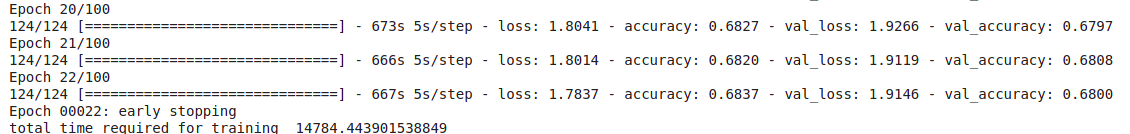 Epoch 20/100
124/124 [==============================] - 673s 5s/step - loss: 1.8041 - accuracy: 0.6827 - val_loss: 1.9266 - val_accuracy: 0.6797
Epoch 21/100
124/124 [==============================] - 666s 5s/step - loss: 1.8014 - accuracy: 0.6820 - val_loss: 1.9119 - val_accuracy: 0.6808
Epoch 22/100
124/124 [==============================] - 667s 5s/step - loss: 1.7837 - accuracy: 0.6837 - val_loss: 1.9146 - val_accuracy: 0.6800
Epoch 00022: early stopping
total time required for training  14784.443901538849